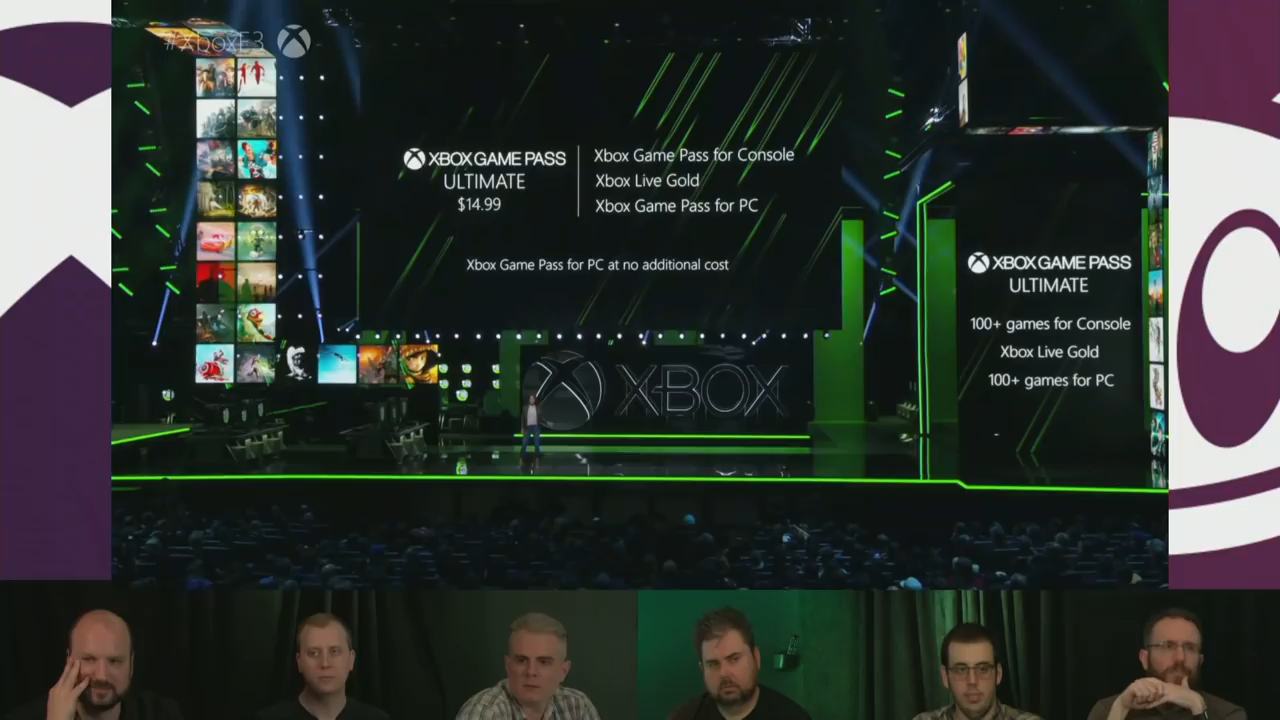 #XboxE3
XBOX GAME PASS
ULTIMATE
$14.99
Xbox Game Pass for Console
Xbox Live Gold
Xbox Game Pass for PC
Xbox Game Pass for PC at no additional cost
XBOX GAME PASS
ULTIMATE
100+ games for Console
Xbox Live Gold
100+ games for PC
XBOX